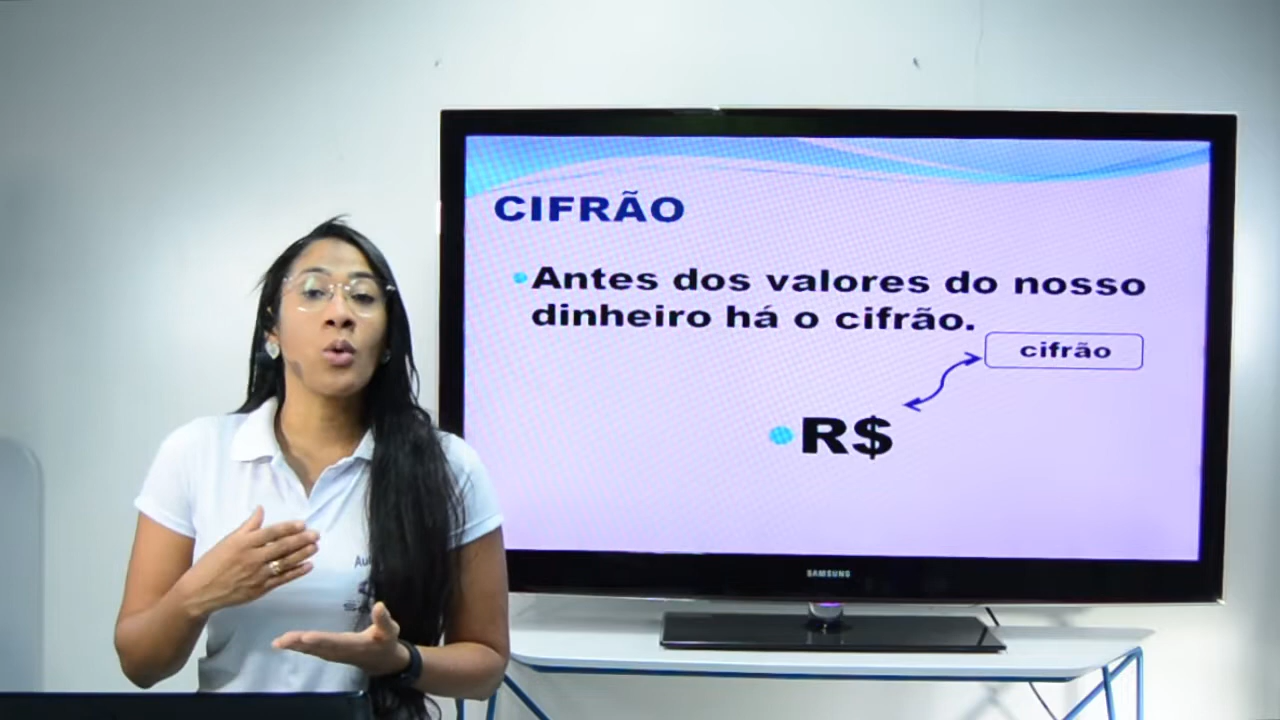 CIFRÃO
Antes dos valores do nosso
dinheiro há o cifrão.
cifrão
R$
SAMSUNG